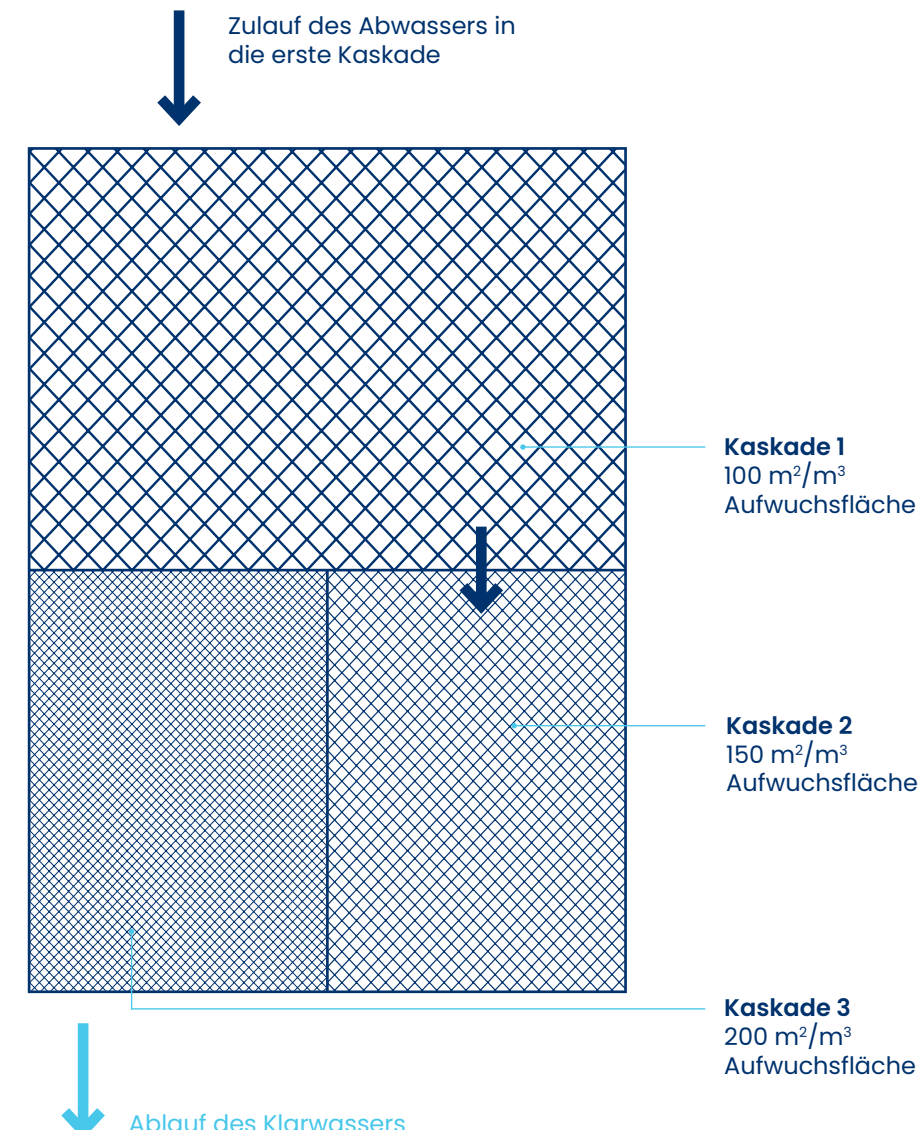 Zulauf des Abwassers in
die erste Kaskade
Kaskade 1
100 m²/m³
Aufwuchsfläche
Kaskade 2
150 m²/m³
Aufwuchsfläche
Kaskade 3
200 m²/m³
Aufwuchsfläche
Ablauf des Klarwassers